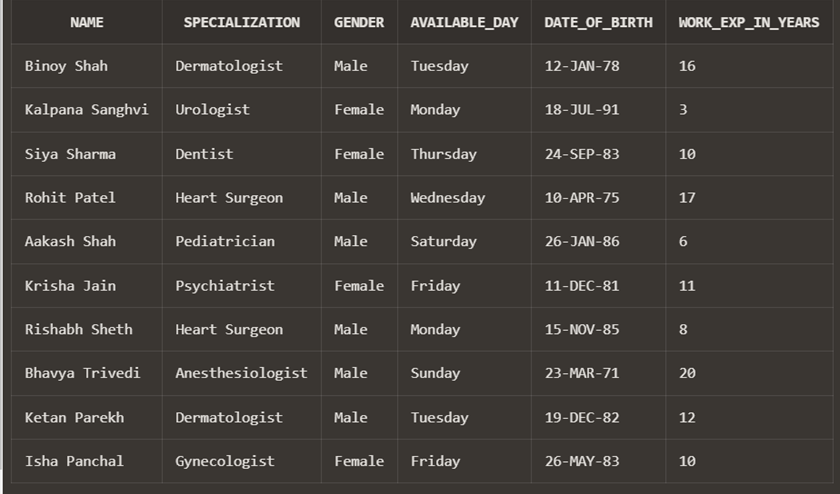 NAME SPECIALIZATION GENDER AVAILABLE_DAY DATE_OF_BIRTH WORK_EXP_IN_YEARS
Binoy Shah Dermatologist Male Tuesday 12-JAN-78 16
Kalpana Sanghvi Urologist Female Monday 18-JUL-91 3
Siya Sharma Dentist Female Thursday 24-SEP-83 10
Rohit Patel Heart Surgeon Male Wednesday 10-APR-75 17
Aakash Shah Pediatrician Male Saturday 26-JAN-86 6
Krisha Jain Psychiatrist Female Friday 11-DEC-81 11
Rishabh Sheth Heart Surgeon Male Monday 15-NOV-85 8
Bhavya Trivedi Anesthesiologist Male Sunday 23-MAR-71 20
Ketan Parekh Dermatologist Male Tuesday 19-DEC-82 12
Isha Panchal Gynecologist Female Friday 26-MAY-83 10